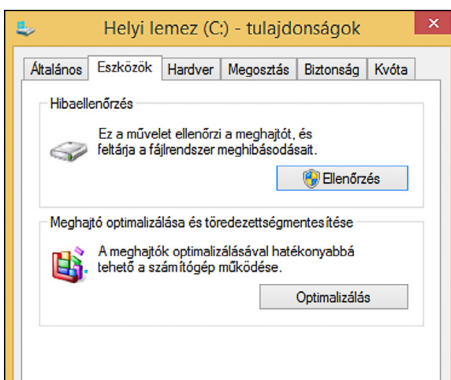 Helyi lemez (C:) - tulajdonságok
Általános Eszközök Hardver Megosztás Biztonság Kvóta
Hibaellenőrzés
Ez a művelet ellenőrzi a meghajtót, és
feltárja a fájlrendszer meghibásodásait.
Ellenőrzés
Meghajtó optimalizálása és töredezettségmentesítése
A meghajtók optimalizálásával hatékonyabbá
tehető a számítógép működése.
Optimalizálás